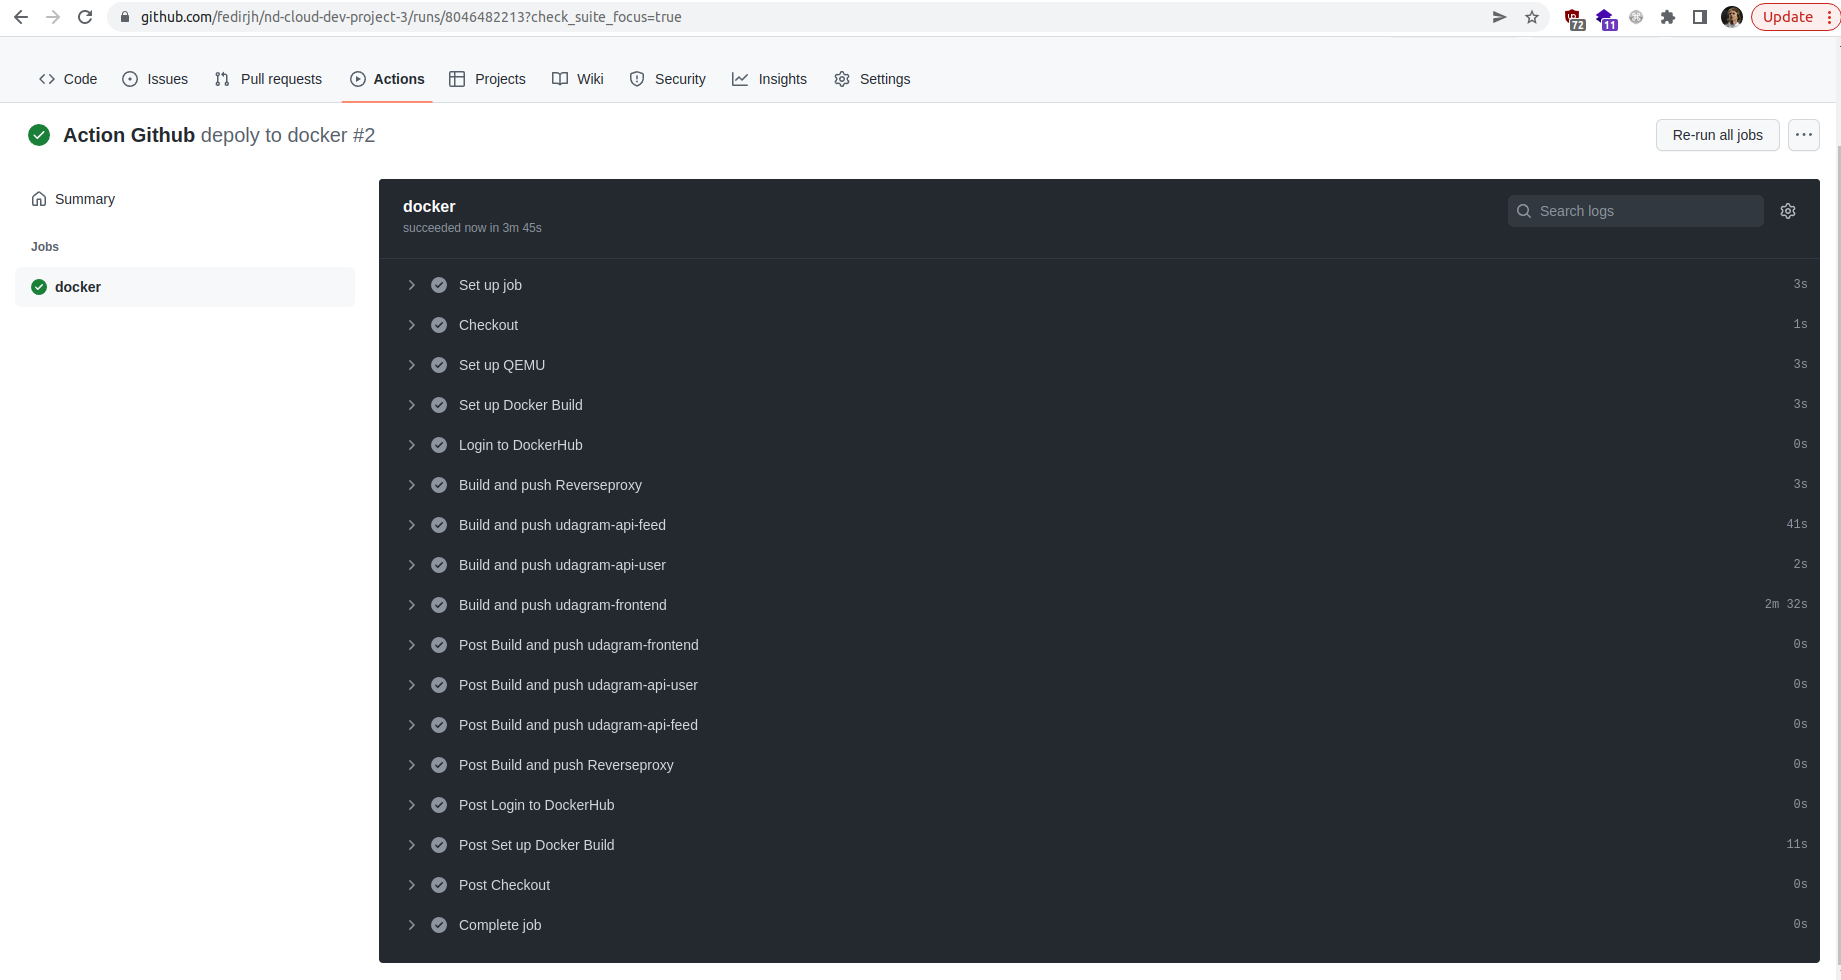 github.com/fedirjh/nd-cloud-dev-project-3/runs/8046482213?check_suite_focus=true 72 11 Update
Code Issues Pull requests Actions Projects Wiki Security Insights Settings
Action Github depoly to docker #2 Re-run all jobs
Summary
Jobs
docker
docker
succeeded now in 3m 45s
Search logs
Set up job 3s
Checkout 1s
Set up QEMU 3s
Set up Docker Build 3s
Login to DockerHub 0s
Build and push Reverseproxy 3s
Build and push udagram-api-feed 41s
Build and push udagram-api-user 2s
Build and push udagram-frontend 2m 32s
Post Build and push udagram-frontend 0s
Post Build and push udagram-api-user 0s
Post Build and push udagram-api-feed 0s
Post Build and push Reverseproxy 0s
Post Login to DockerHub 0s
Post Set up Docker Build 11s
Post Checkout 0s
Complete job 0s